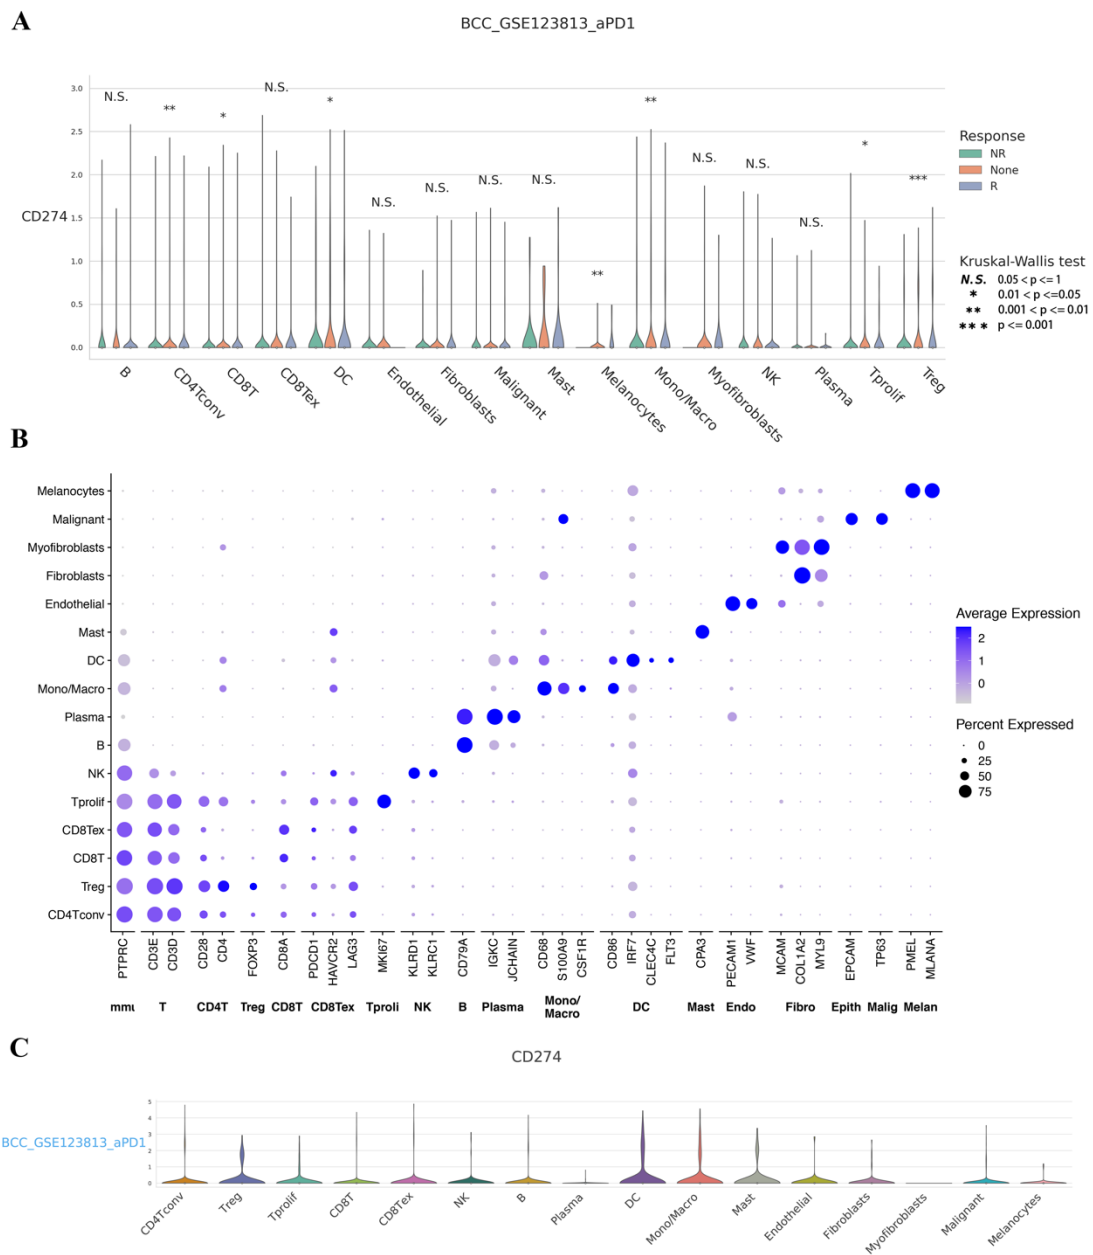 A
BCC_GSE123813_aPD1
3.0
2.5
2.0
1.5
1.0
0.5
0.0
CD274
N.S.
**
*
N.S.
*
N.S.
N.S.
N.S.
N.S.
**
**
N.S.
N.S.
N.S.
*
***
B
CD4Tconv
CD8T
CD8Tex
DC
Endothelial
Fibroblasts
Malignant
Mast
Melanocytes
Mono/Macro
Myofibroblasts
NK
Plasma
Tprolif
Treg
Response
NR
None
R
Kruskal-Wallis test
N.S. 0.05 < p <= 1
* 0.01 < p <=0.05
** 0.001 < p <= 0.01
*** p <= 0.001
B
Melanocytes
Malignant
Myofibroblasts
Fibroblasts
Endothelial
Mast
DC
Mono/Macro
Plasma
B
NK
Tprolif
CD8Tex
CD8T
Treg
CD4Tconv
PTPRC
CD3E
CD3D
CD28
CD4
FOXP3
CD8A
PDCD1
HAVCR2
LAG3
MKI67
KLRD1
KLRC1
CD79A
IGKC
JCHAIN
CD68
S100A9
CSF1R
CD86
IRF7
CLEC4C
FLT3
CPA3
PECAM1
VWF
MCAM
COL1A2
MYL9
EPCAM
TP63
PMEL
MLANA
T
CD4T
Treg
CD8T
CD8Tex
Tproli
NK
B
Plasma
Mono/
Macro
DC
Mast
Endo
Fibro
Epith
Malig
Melan
Average Expression
2
1
0
Percent Expressed
0
25
50
75
C
CD274
BCC_GSE123813_aPD1
5
4
3
2
1
0
CD4Tconv
Treg
Tprolif
CD8T
CD8Tex
NK
B
Plasma
DC
Mono/Macro
Mast
Endothelial
Fibroblasts
Myofibroblasts
Malignant
Melanocytes